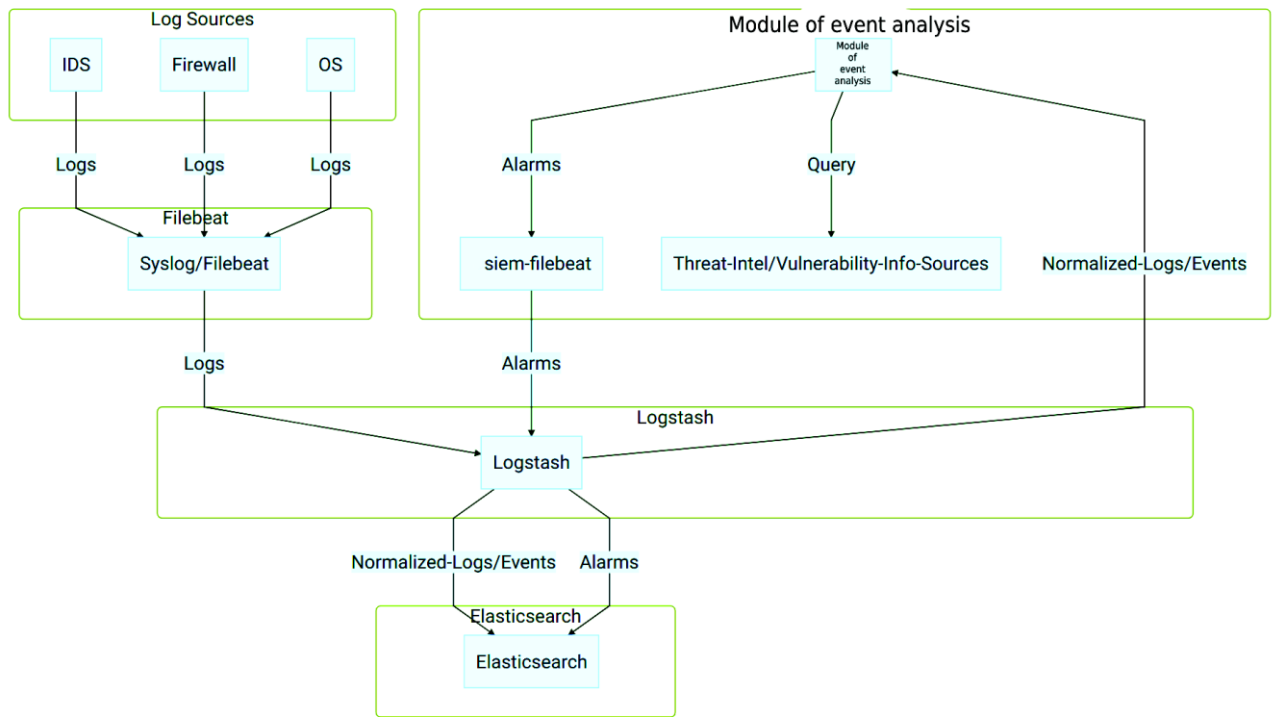 Log Sources
IDS
Firewall
OS
Module of event analysis
Module
of
event
analysis
Logs
Logs
Logs
Alarms
Query
Filebeat
Syslog/Filebeat
siem-filebeat
Threat-Intel/Vulnerability-Info-Sources
Normalized-Logs/Events
Logs
Alarms
Logstash
Logstash
Normalized-Logs/Events
Alarms
Elasticsearch
Elasticsearch